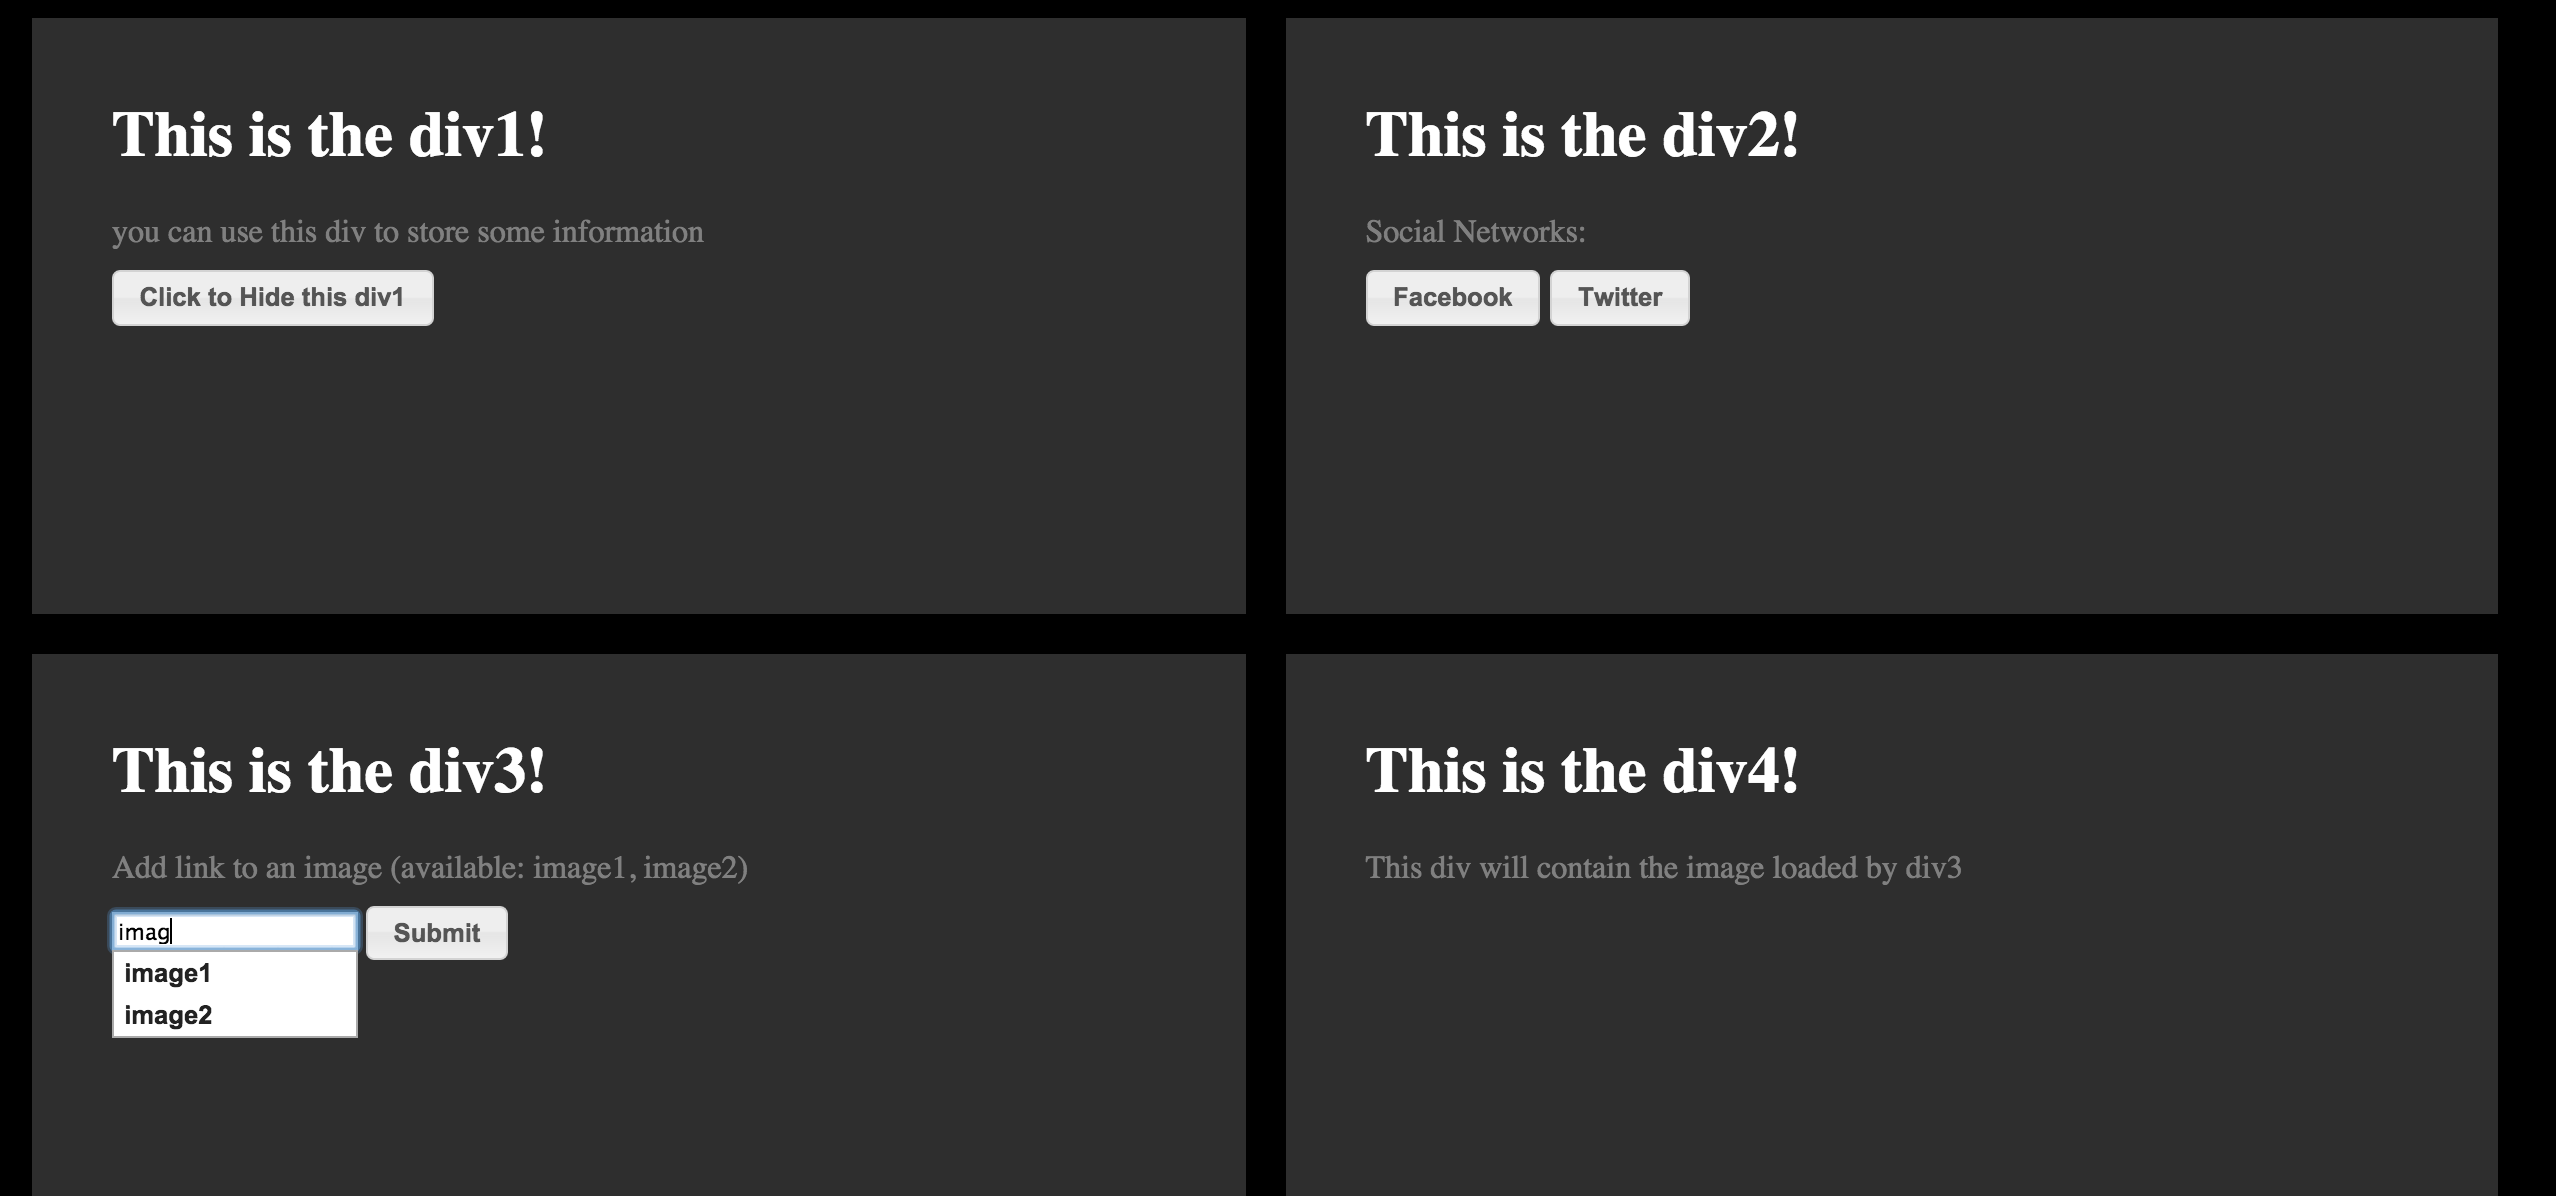 This is the div1!
you can use this div to store some information
Click to Hide this div1
This is the div2!
Social Networks:
Facebook Twitter
This is the div3!
Add link to an image (available: image1, image2)
imag Submit
image1
image2
This is the div4!
This div will contain the image loaded by div3